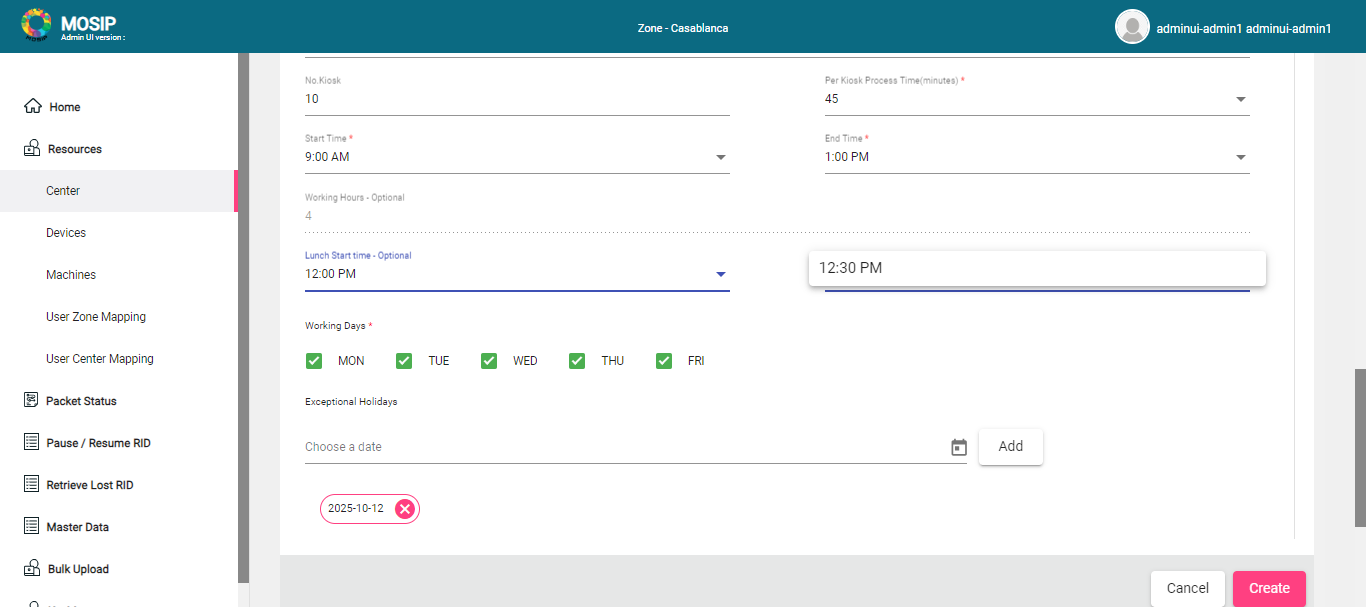 MOSIP
Admin UI version :
Zone - Casablanca
adminui-admin1 adminui-admin1
Home
Resources
Center
Devices
Machines
User Zone Mapping
User Center Mapping
Packet Status
Pause / Resume RID
Retrieve Lost RID
Master Data
Bulk Upload
No.Kiosk
10
Per Kiosk Process Time(minutes) *
45
Start Time *
9:00 AM
End Time *
1:00 PM
Working Hours - Optional
4
Lunch Start time - Optional
12:00 PM
12:30 PM
Working Days *
MON TUE WED THU FRI
Exceptional Holidays
Choose a date
Add
2025-10-12
Cancel
Create